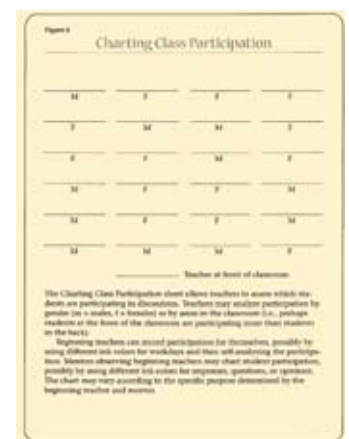 Figure 6
Charting Class Participation
M F F F
F M M F
F F M F
M F F M
M F F M
M M M F
Teacher at front of classroom
The Charting Class Participation sheet allows teachers to assess which stu-
dents are participating in discussions. Teachers may analyze participation by
gender (m = males, f = females) or by areas in the classroom (i.e., perhaps
students at the front of the classroom are participating more than students
in the back).
Beginning teachers can record participation for themselves, possibly by
using different ink colors for weekdays and then self-analyzing the participa-
tion. Mentors observing beginning teachers may chart student participation,
possibly by using different ink colors for responses, questions, or opinions.
The chart may vary according to the specific purpose determined by the
beginning teacher and mentor.